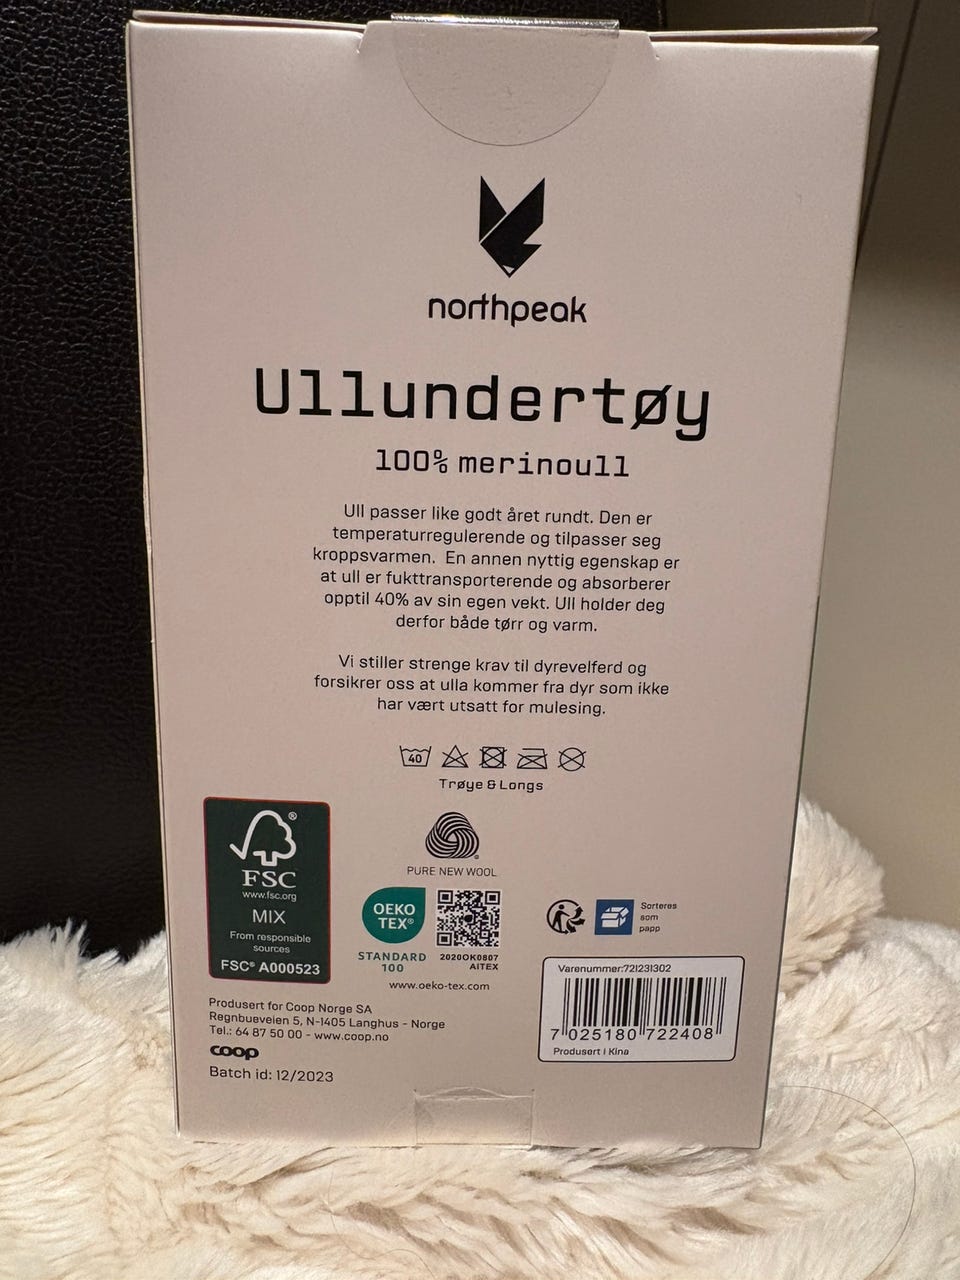 northpeak
Ullundertøy
100% merinoull
Ull passer like godt året rundt. Den er
temperaturregulerende og tilpasser seg
kroppsvarmen. En annen nyttig egenskap er
at ull er fukttransporterende og absorberer
opptil 40% av sin egen vekt. Ull holder deg
derfor både tørr og varm.
Vi stiller strenge krav til dyrevelferd og
forsikrer oss at ulla kommer fra dyr som ikke
har vært utsatt for mulesing.
40
Trøye & Longs
FSC
www.fsc.org
MIX
From responsible
sources
FSC® A000523
PURE NEW WOOL
OEKO
TEX®
STANDARD
100
2020OK0807
AITEX
www.oeko-tex.com
Sorteres
som
papp
Varenummer:721231302
7 025180 722408
Produsert i Kina
Produsert for Coop Norge SA
Regnbueveien 5, N-1405 Langhus - Norge
Tel.: 64 87 50 00 - www.coop.no
coop
Batch id: 12/2023